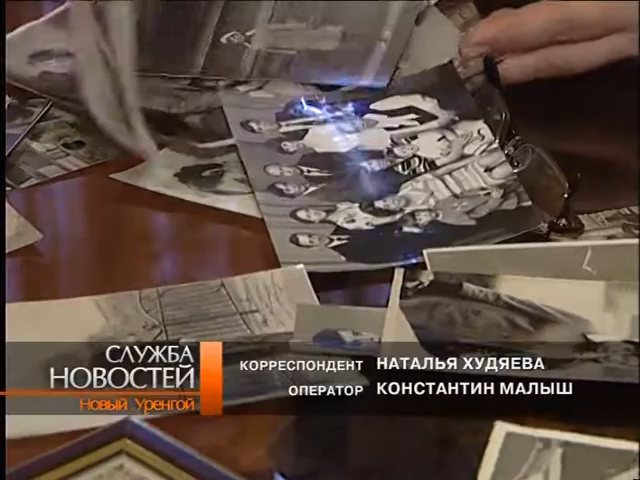 СЛУЖБА
НОВОСТЕЙ
Новый Уренгой
КОРРЕСПОНДЕНТ НАТАЛЬЯ ХУДЯЕВА
ОПЕРАТОР КОНСТАНТИН МАЛЫШ